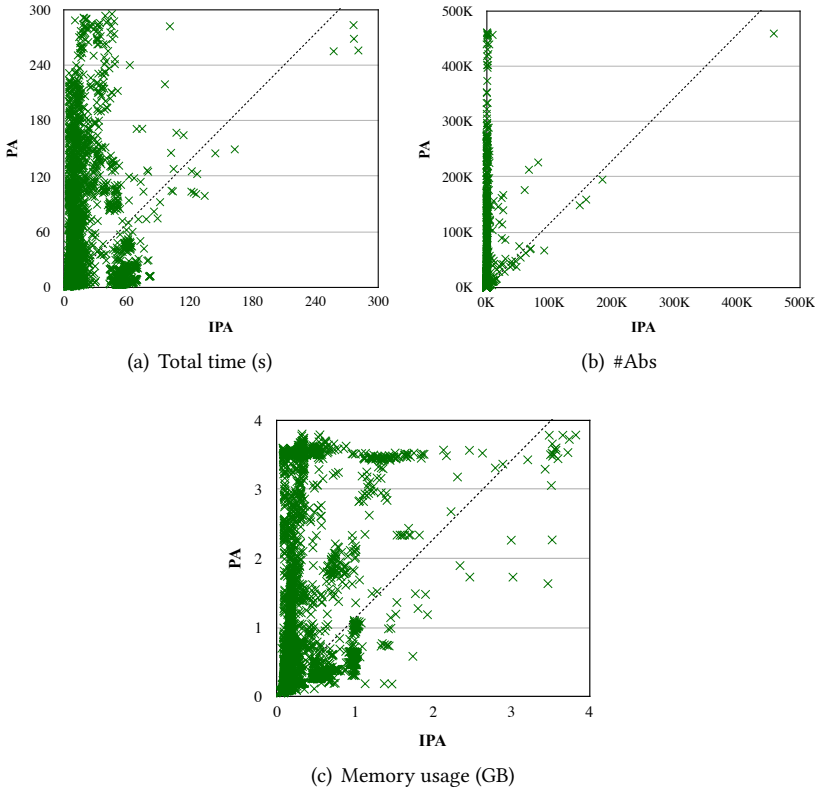 300
240
180
120
60
0
PA
0 60 120 180 240 300
IPA
(a) Total time (s)
500K
400K
300K
200K
100K
0K
PA
0K 100K 200K 300K 400K 500K
IPA
(b) #Abs
4
3
2
1
0
PA
0 1 2 3 4
IPA
(c) Memory usage (GB)